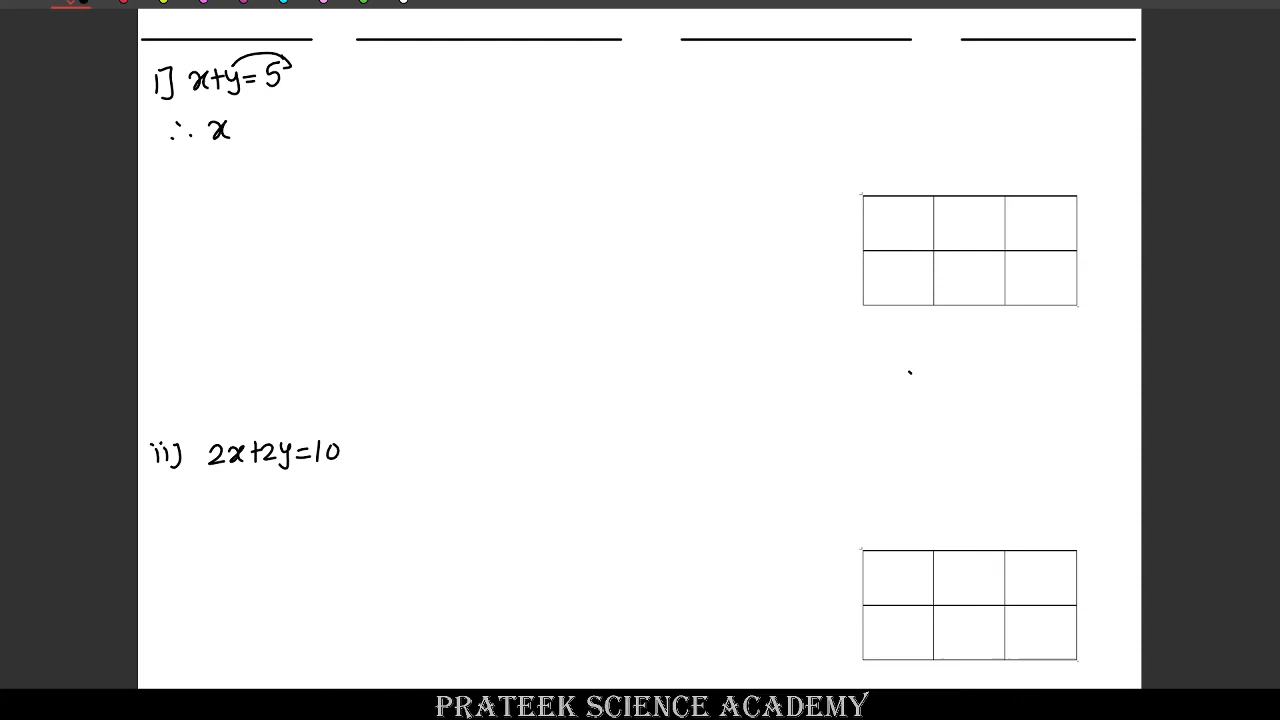 i] x+y=5
∴ x
ii] 2x+2y=10
PRATEEK SCIENCE ACADEMY